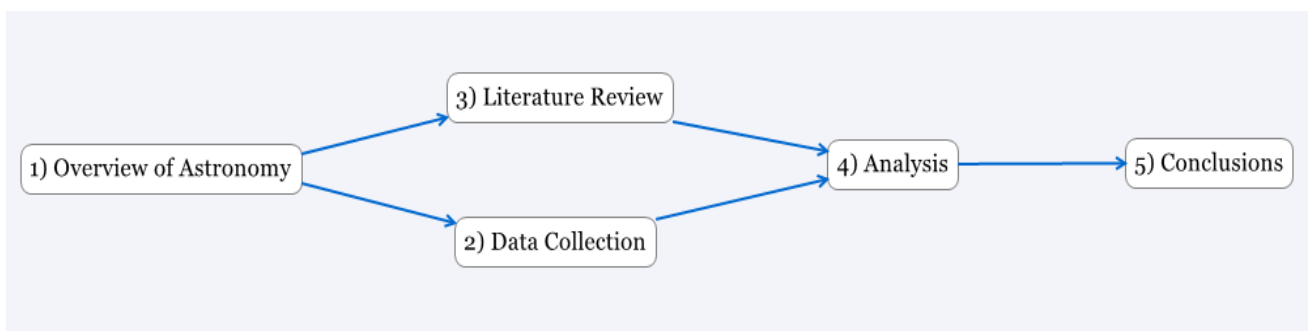 3) Literature Review
1) Overview of Astronomy
4) Analysis
5) Conclusions
2) Data Collection